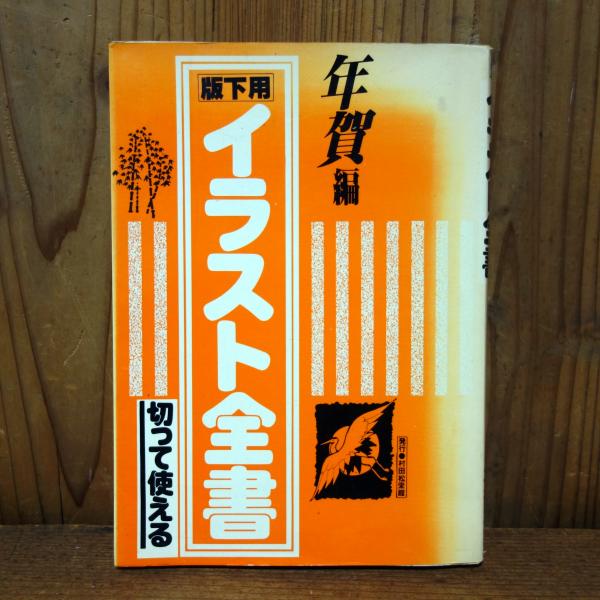 年賀編
版下用
イラスト全書
切って使える
発行●村田松栄館